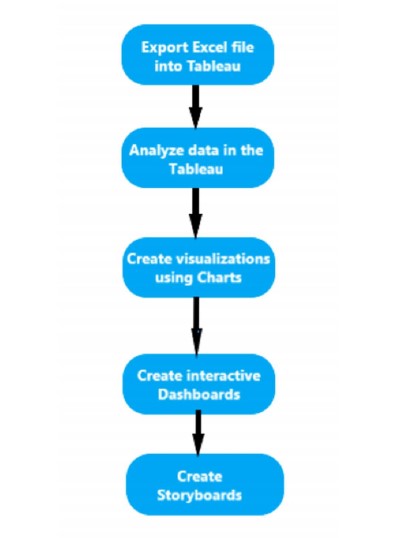 Export Excel file
into Tableau
Analyze data in the
Tableau
Create visualizations
using Charts
Create interactive
Dashboards
Create
Storyboards